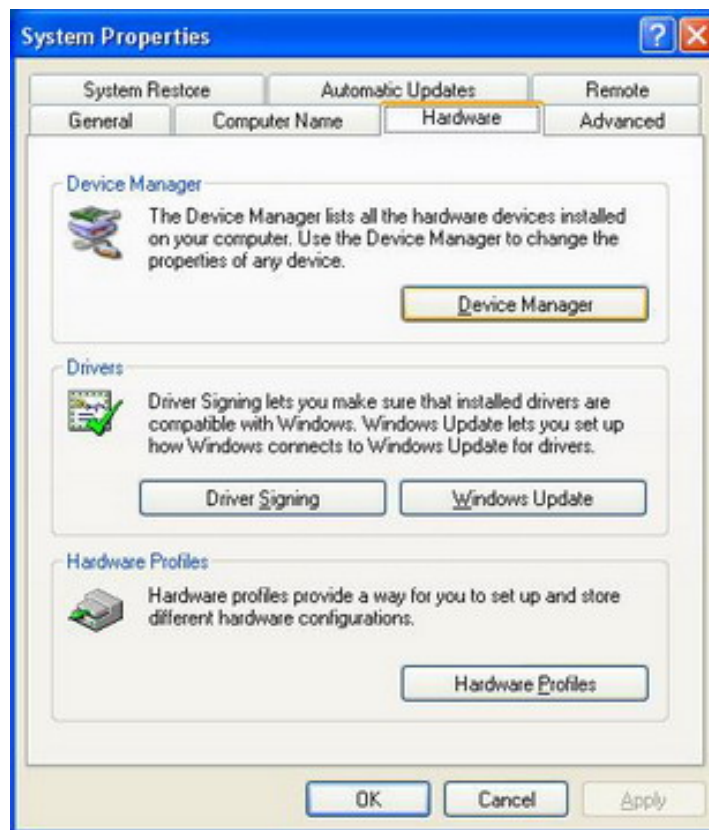 System Properties
System Restore Automatic Updates Remote
General Computer Name Hardware Advanced
Device Manager
The Device Manager lists all the hardware devices installed
on your computer. Use the Device Manager to change the
properties of any device.
Device Manager
Drivers
Driver Signing lets you make sure that installed drivers are
compatible with Windows. Windows Update lets you set up
how Windows connects to Windows Update for drivers.
Driver Signing Windows Update
Hardware Profiles
Hardware profiles provide a way for you to set up and store
different hardware configurations.
Hardware Profiles
OK Cancel Apply